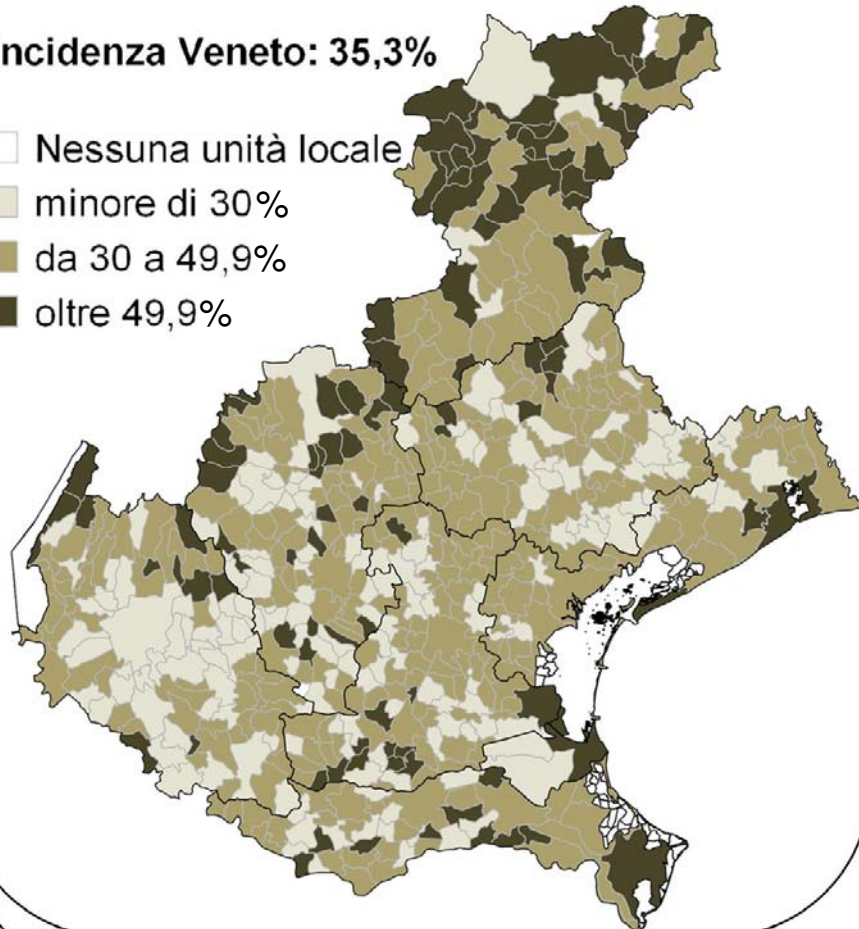 ncidenza Veneto: 35,3%
Nessuna unità locale
minore di 30%
da 30 a 49,9%
oltre 49,9%